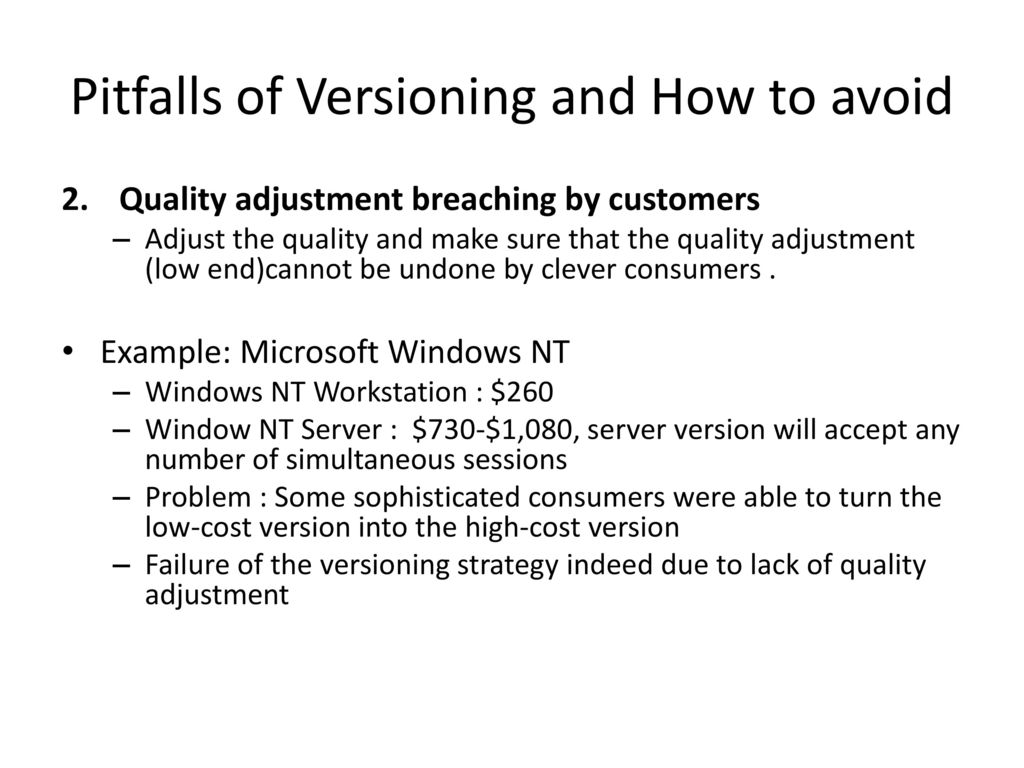 Pitfalls of Versioning and How to avoid
2. Quality adjustment breaching by customers
– Adjust the quality and make sure that the quality adjustment
(low end)cannot be undone by clever consumers .
• Example: Microsoft Windows NT
– Windows NT Workstation : $260
– Window NT Server : $730-$1,080, server version will accept any
number of simultaneous sessions
– Problem : Some sophisticated consumers were able to turn the
low-cost version into the high-cost version
– Failure of the versioning strategy indeed due to lack of quality
adjustment